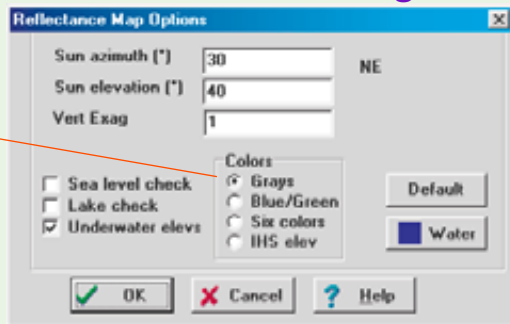 Reflectance Map Options
Sun azimuth (°) 30 NE
Sun elevation (°) 40
Vert Exag 1
Colors
Sea level check
Lake check
Underwater elevs
Grays
Blue/Green
Six colors
IHS elev
Default
Water
OK Cancel ? Help